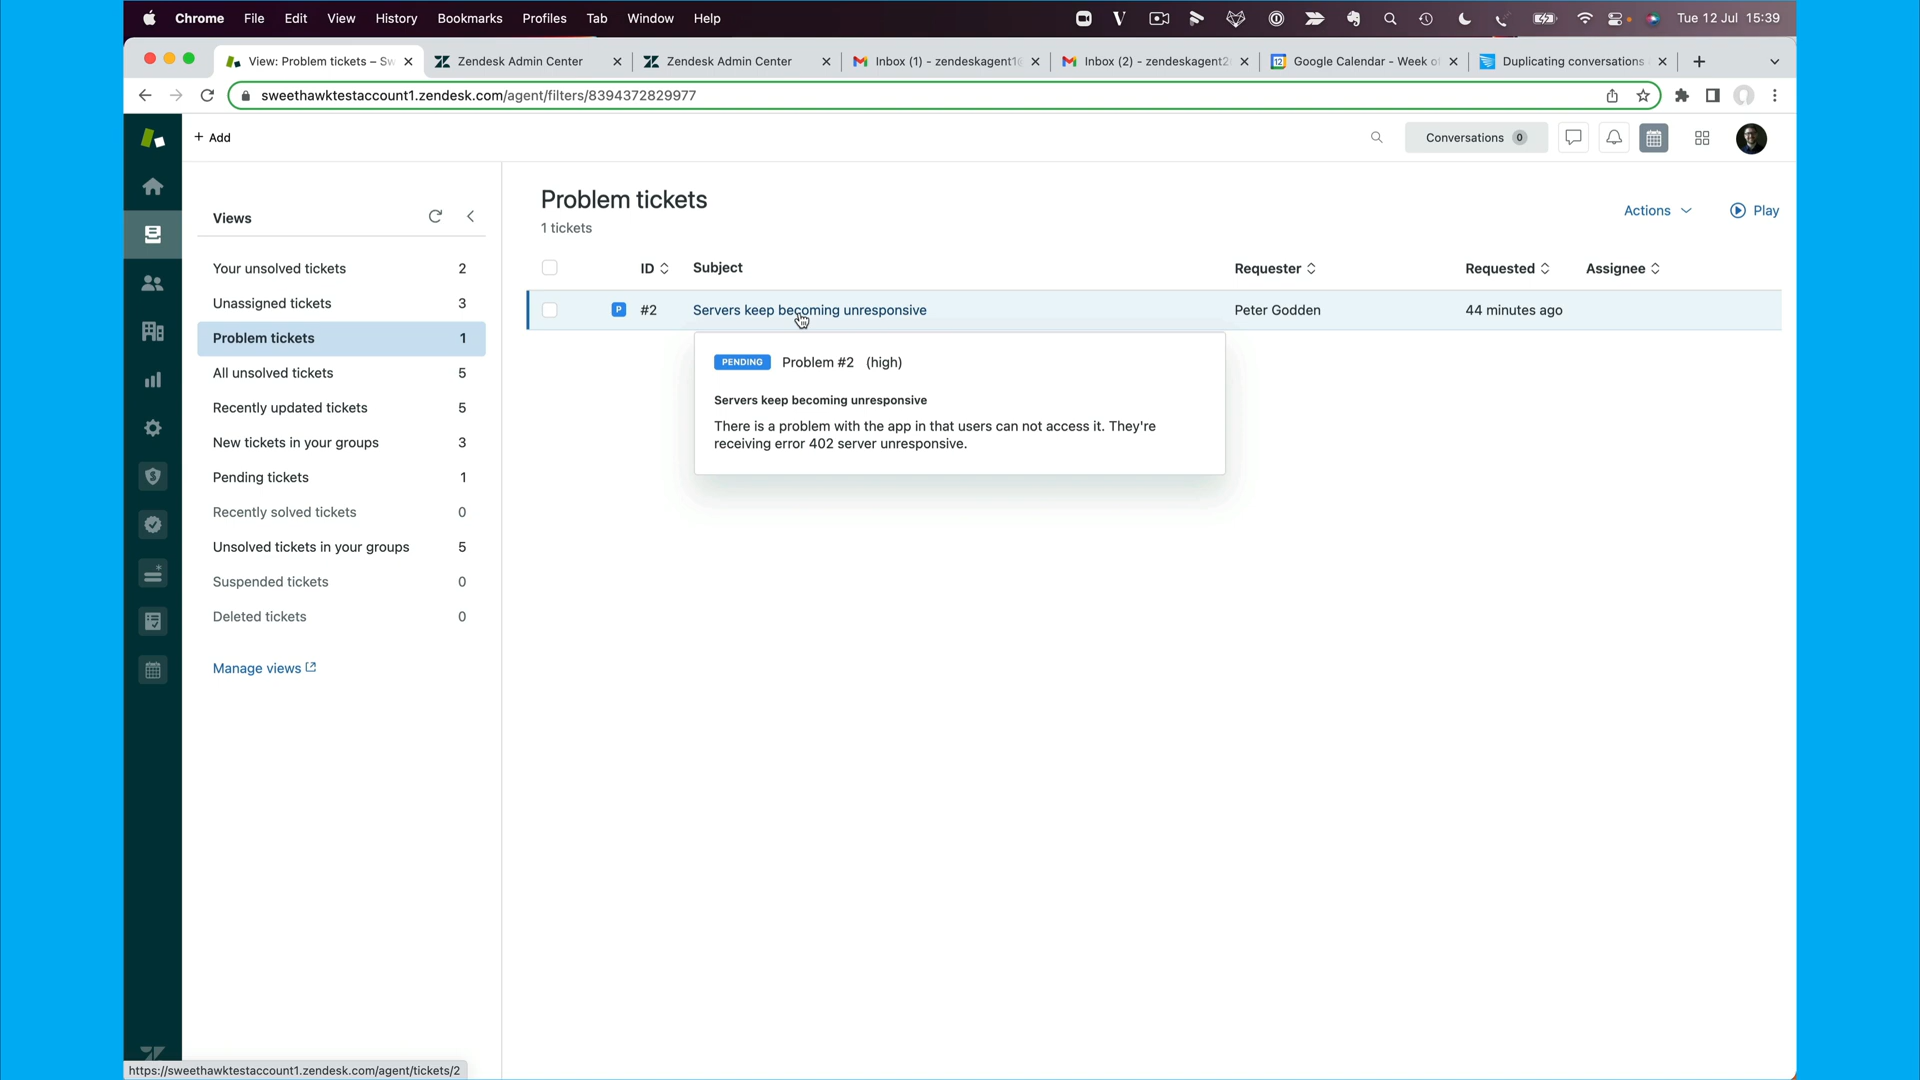 Chrome File Edit View History Bookmarks Profiles Tab Window Help Tue 12 Jul 15:39
View: Problem tickets – Sw Zendesk Admin Center Zendesk Admin Center Inbox (1) - zendeskagent1 Inbox (2) - zendeskagent2 Google Calendar - Week o Duplicating conversations
sweethawktestaccount1.zendesk.com/agent/filters/8394372829977
+ Add Conversations 0
Views
Your unsolved tickets 2
Unassigned tickets 3
Problem tickets 1
All unsolved tickets 5
Recently updated tickets 5
New tickets in your groups 3
Pending tickets 1
Recently solved tickets 0
Unsolved tickets in your groups 5
Suspended tickets 0
Deleted tickets 0
Manage views
Problem tickets
1 tickets
Actions Play
ID Subject Requester Requested Assignee
P #2 Servers keep becoming unresponsive Peter Godden 44 minutes ago
PENDING Problem #2 (high)
Servers keep becoming unresponsive
There is a problem with the app in that users can not access it. They're
receiving error 402 server unresponsive.
https://sweethawktestaccount1.zendesk.com/agent/tickets/2